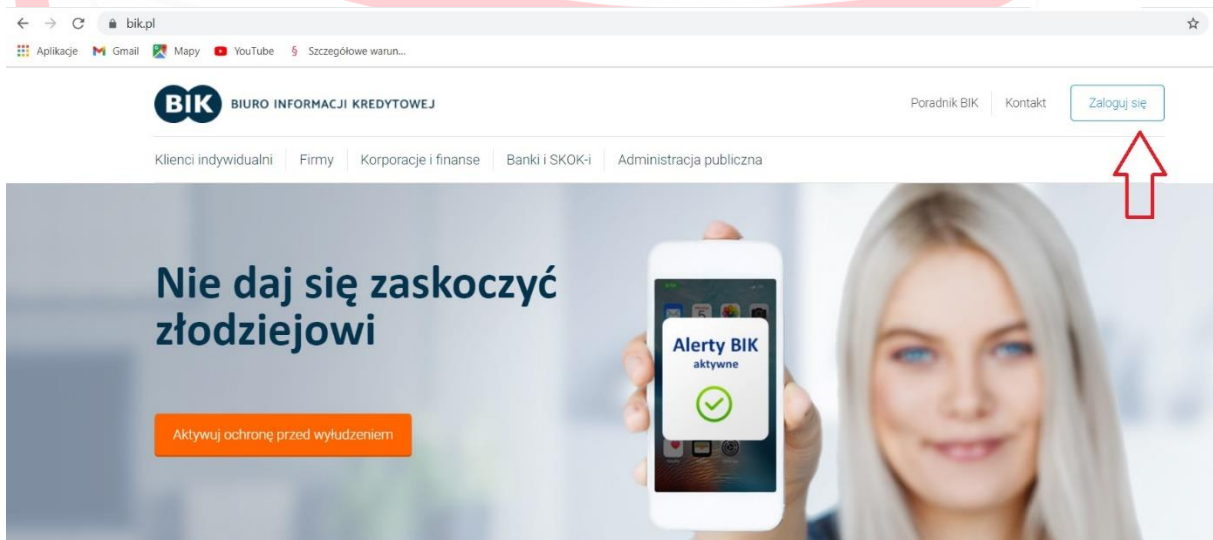 bik.pl
Aplikacje Gmail Mapy YouTube § Szczegółowe warun...
BIK BIURO INFORMACJI KREDYTOWEJ
Poradnik BIK Kontakt Zaloguj się
Klienci indywidualni Firmy Korporacje i finanse Banki i SKOK-i Administracja publiczna
Nie daj się zaskoczyć
złodziejowi
Aktywuj ochronę przed wyłudzeniem
Alerty BIK
aktywne